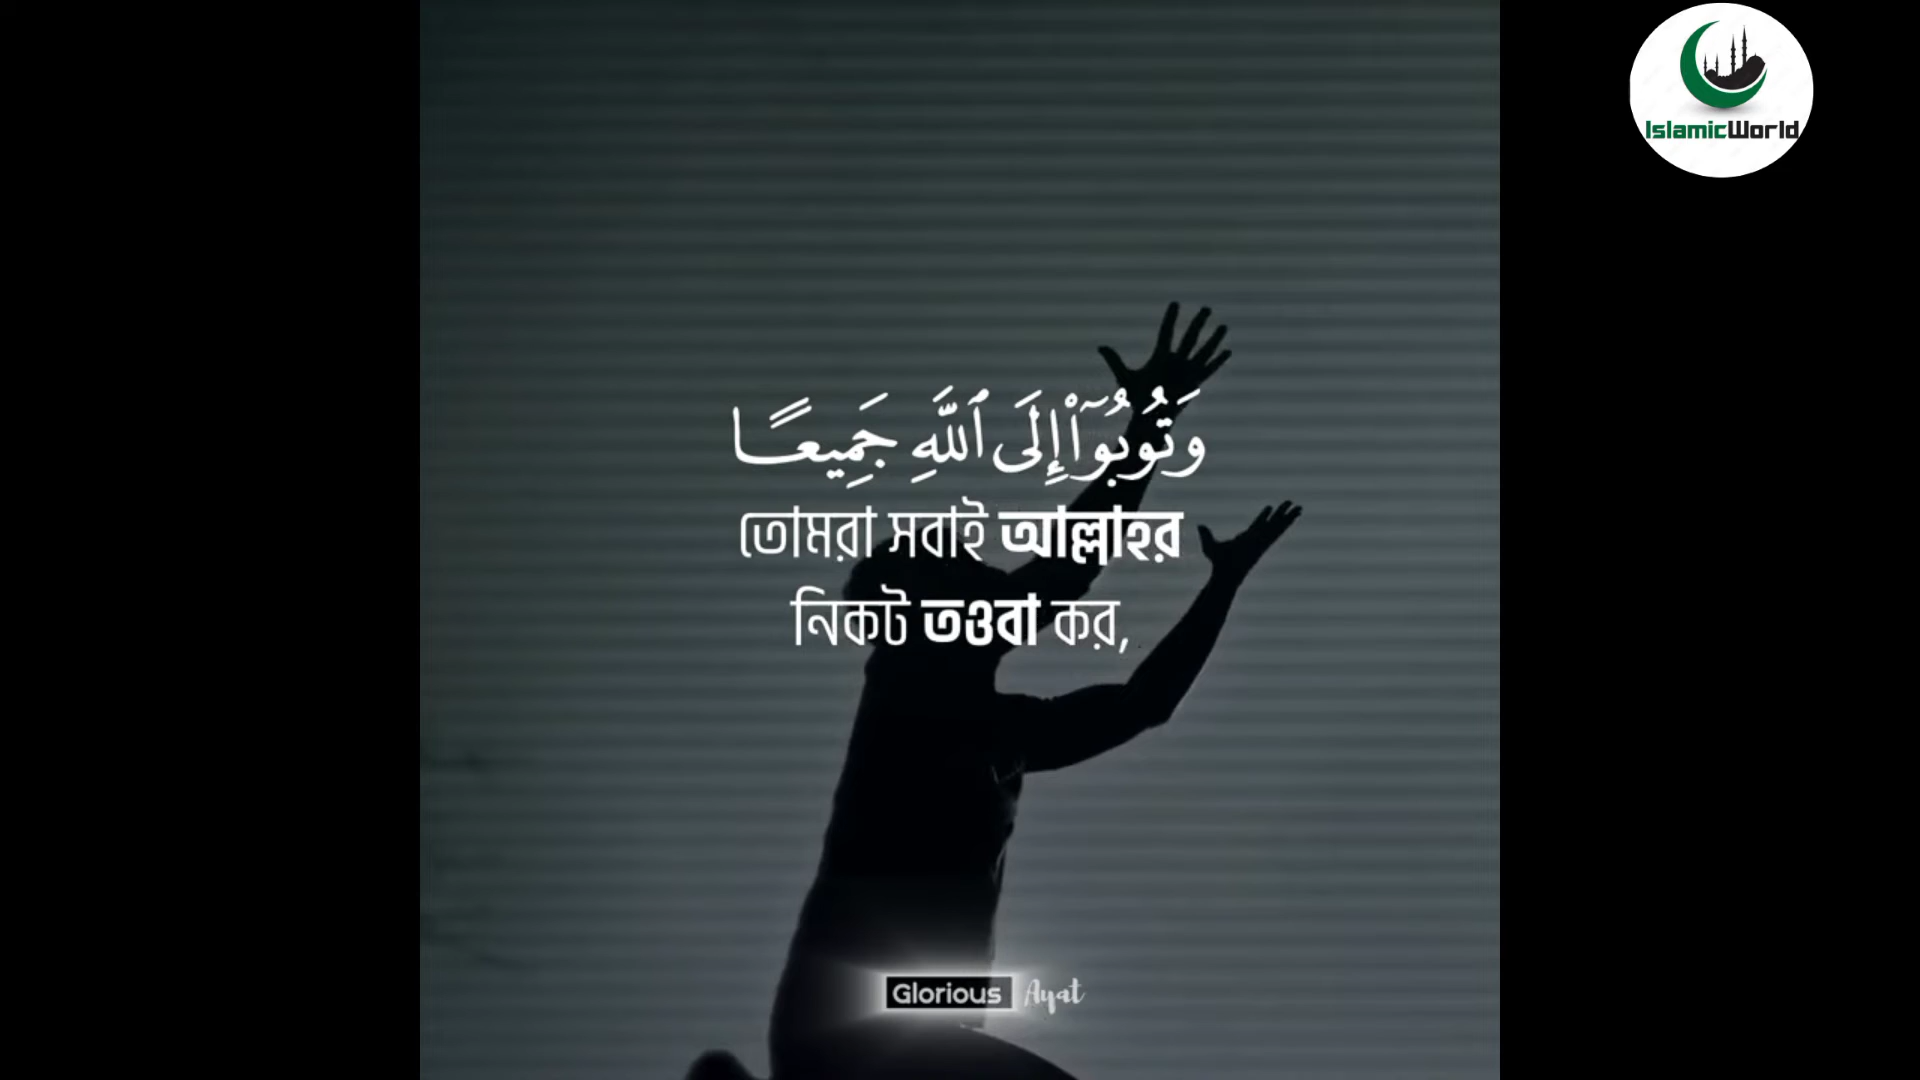 IslamicWorld
وَتُوبُوٓا۟ إِلَى ٱللَّهِ جَمِيعًا
তোমরা সবাই আল্লাহর
নিকট তওবা কর,
Glorious Ayat